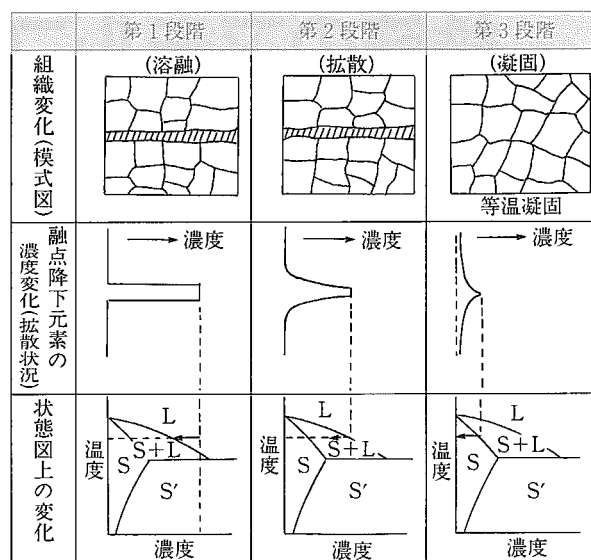 第1段階 第2段階 第3段階
組織変化(模式図)
(溶融) (拡散) (凝固)
等温凝固
融点降下元素の
濃度変化(拡散状況)
濃度 濃度 濃度
状態図上の変化
L L L
S+L S+L S+L
S S S
S′ S′ S′
温度 温度 温度
濃度 濃度 濃度